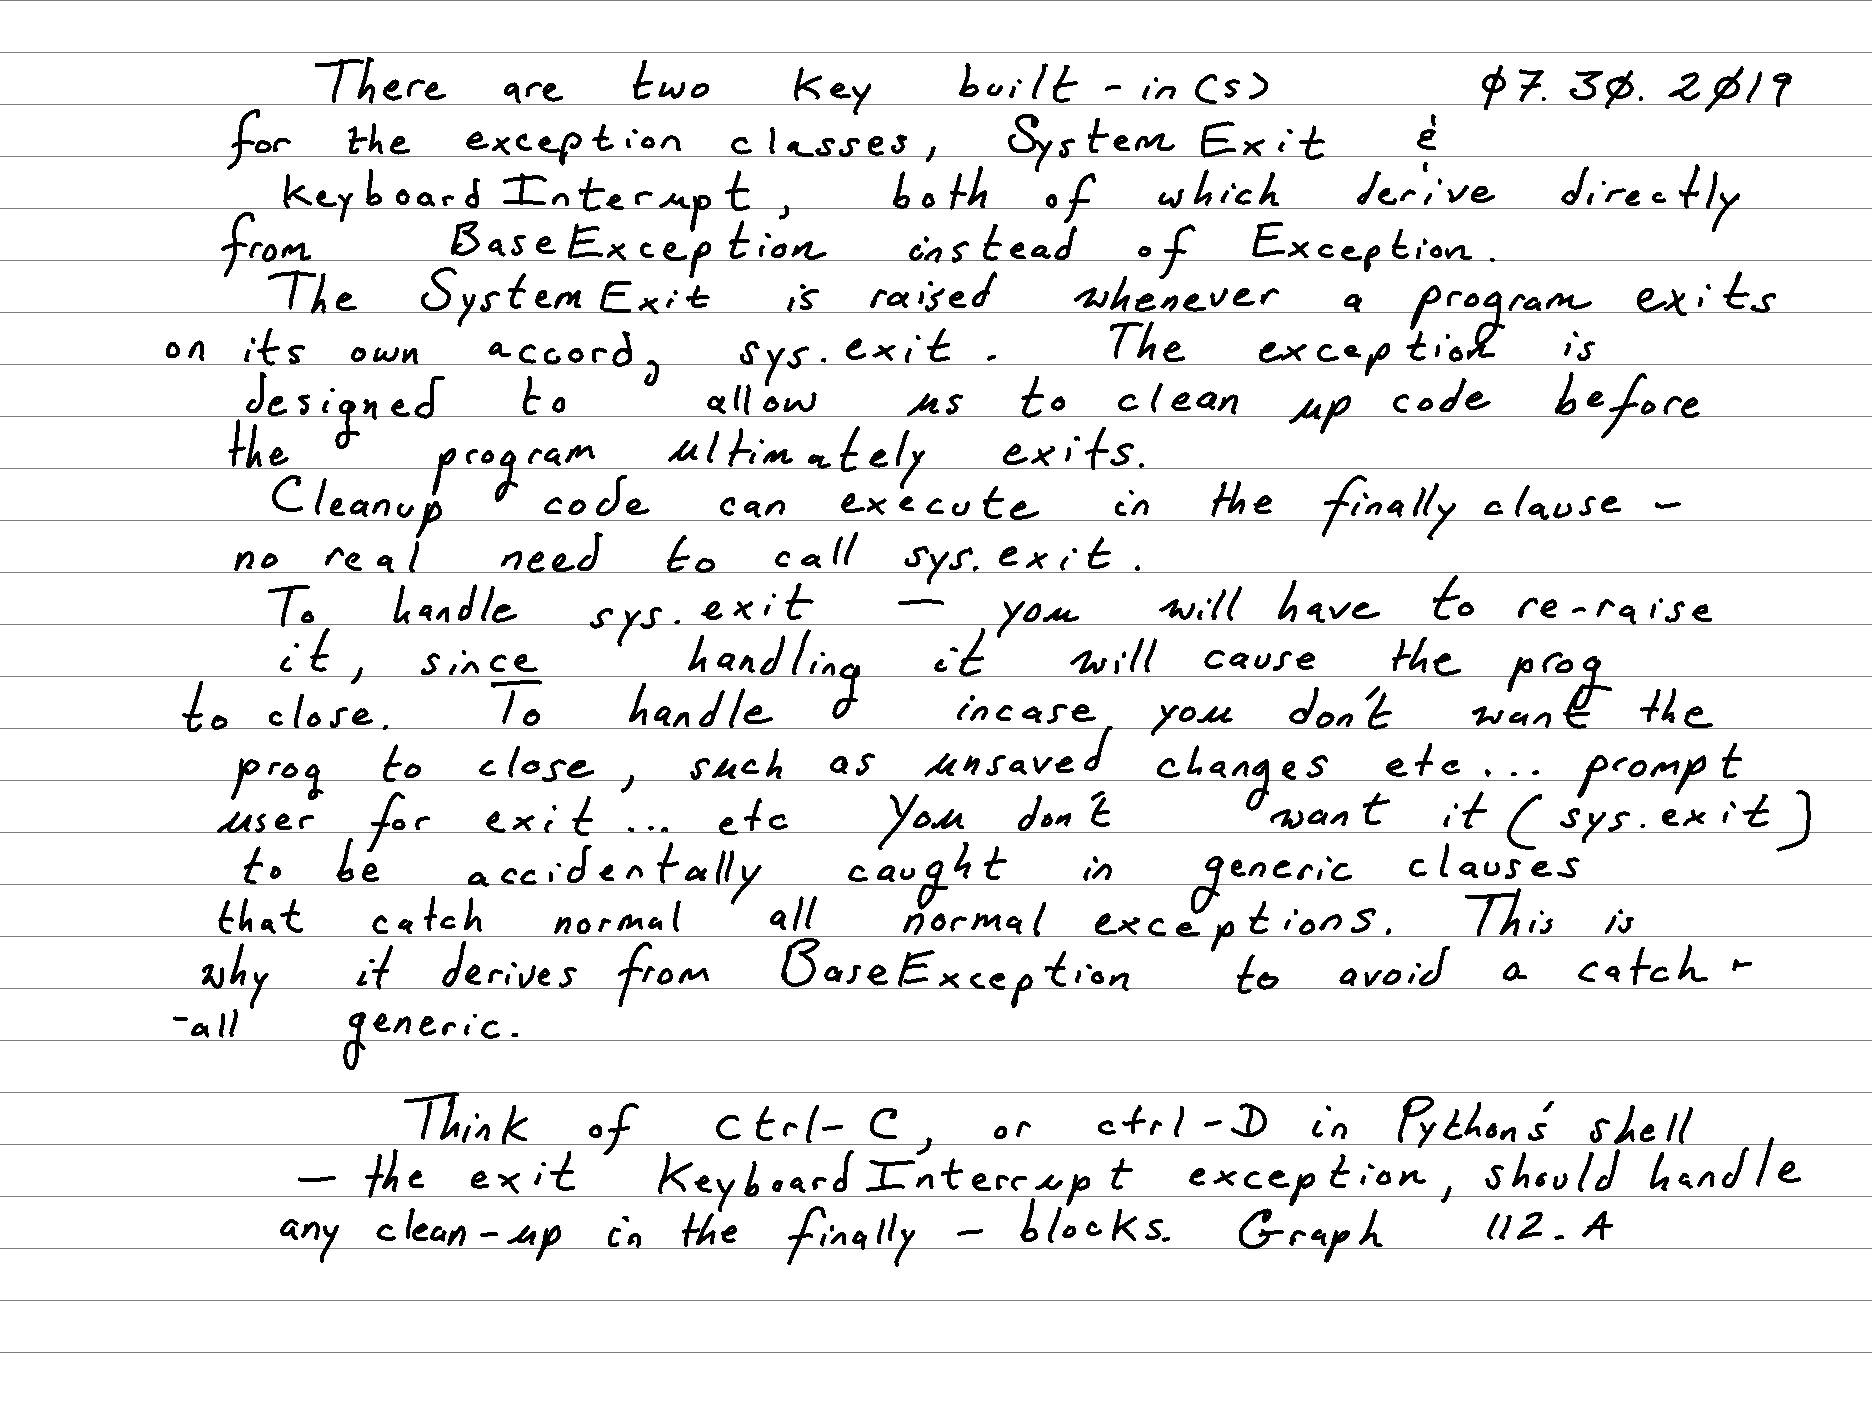 There are two key built-in(s) 07.30.2019
for the exception classes, SystemExit &
KeyboardInterupt, both of which derive directly
from BaseException instead of Exception.
The SystemExit is raised whenever a program exits
on its own accord, sys.exit. The exception is
designed to allow us to clean up code before
the program ultimately exits.
Cleanup code can execute in the finally clause –
no real need to call sys.exit.
To handle sys.exit — you will have to re-raise
it, since handling it will cause the prog
to close. To handle incase you don't want the
prog to close, such as unsaved changes etc... prompt
user for exit... etc You don't want it (sys.exit)
to be accidentally caught in generic clauses
that catch normal all normal exceptions. This is
why it derives from BaseException to avoid a catch-
-all generic.
Think of ctrl-C, or ctrl-D in Python's shell
— the exit KeyboardInterrupt exception, should handle
any clean-up in the finally – blocks. Graph 112.A